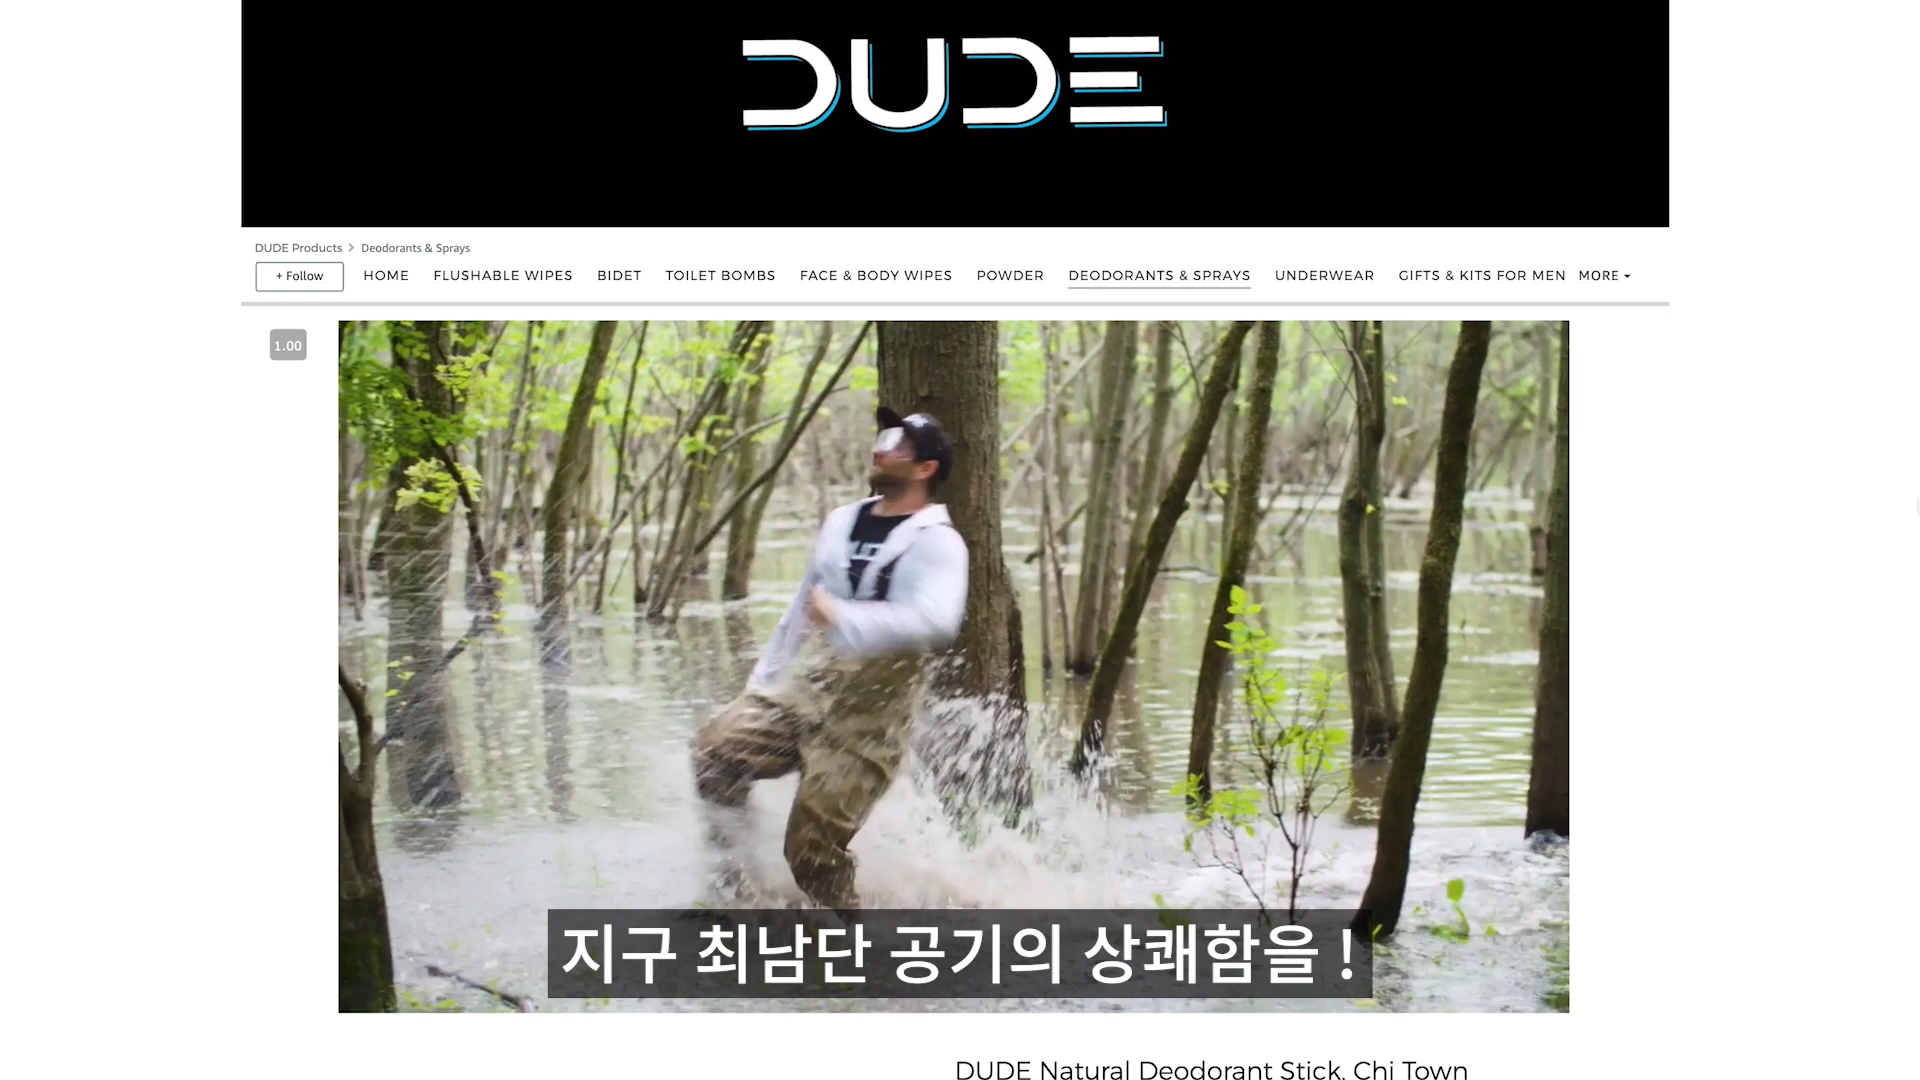 DUDE
DUDE Products > Deodorants & Sprays
+ Follow HOME FLUSHABLE WIPES BIDET TOILET BOMBS FACE & BODY WIPES POWDER DEODORANTS & SPRAYS UNDERWEAR GIFTS & KITS FOR MEN MORE
1.00
지구 최남단 공기의 상쾌함을 !
DUDE Natural Deodorant Stick, Chi Town